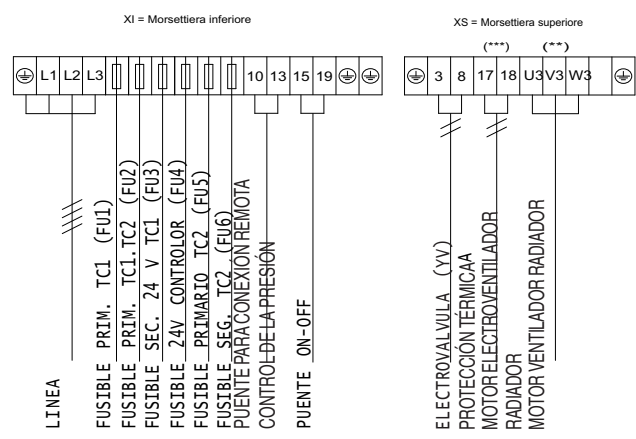 XI = Morsettiera inferiore
XS = Morsettiera superiore
(***) (**)
L1 L2 L3 10 13 15 19
3 8 17 18 U3 V3 W3
LINEA
FUSIBLE PRIM. TC1 (FU1)
FUSIBLE PRIM. TC1.TC2 (FU2)
FUSIBLE SEC. 24 V TC1 (FU3)
FUSIBLE 24V CONTROLOR (FU4)
FUSIBLE PRIMARIO TC2 (FU5)
FUSIBLE SEG. TC2 (FU6)
PUENTE PARA CONEXIÓN REMOTA
CONTROL DE LA PRESIÓN
PUENTE ON-OFF
ELECTROVALVULA (YV)
PROTECCIÓN TÉRMICAA
MOTOR ELECTROVENTILADOR
RADIADOR
MOTOR VENTILADOR RADIADOR